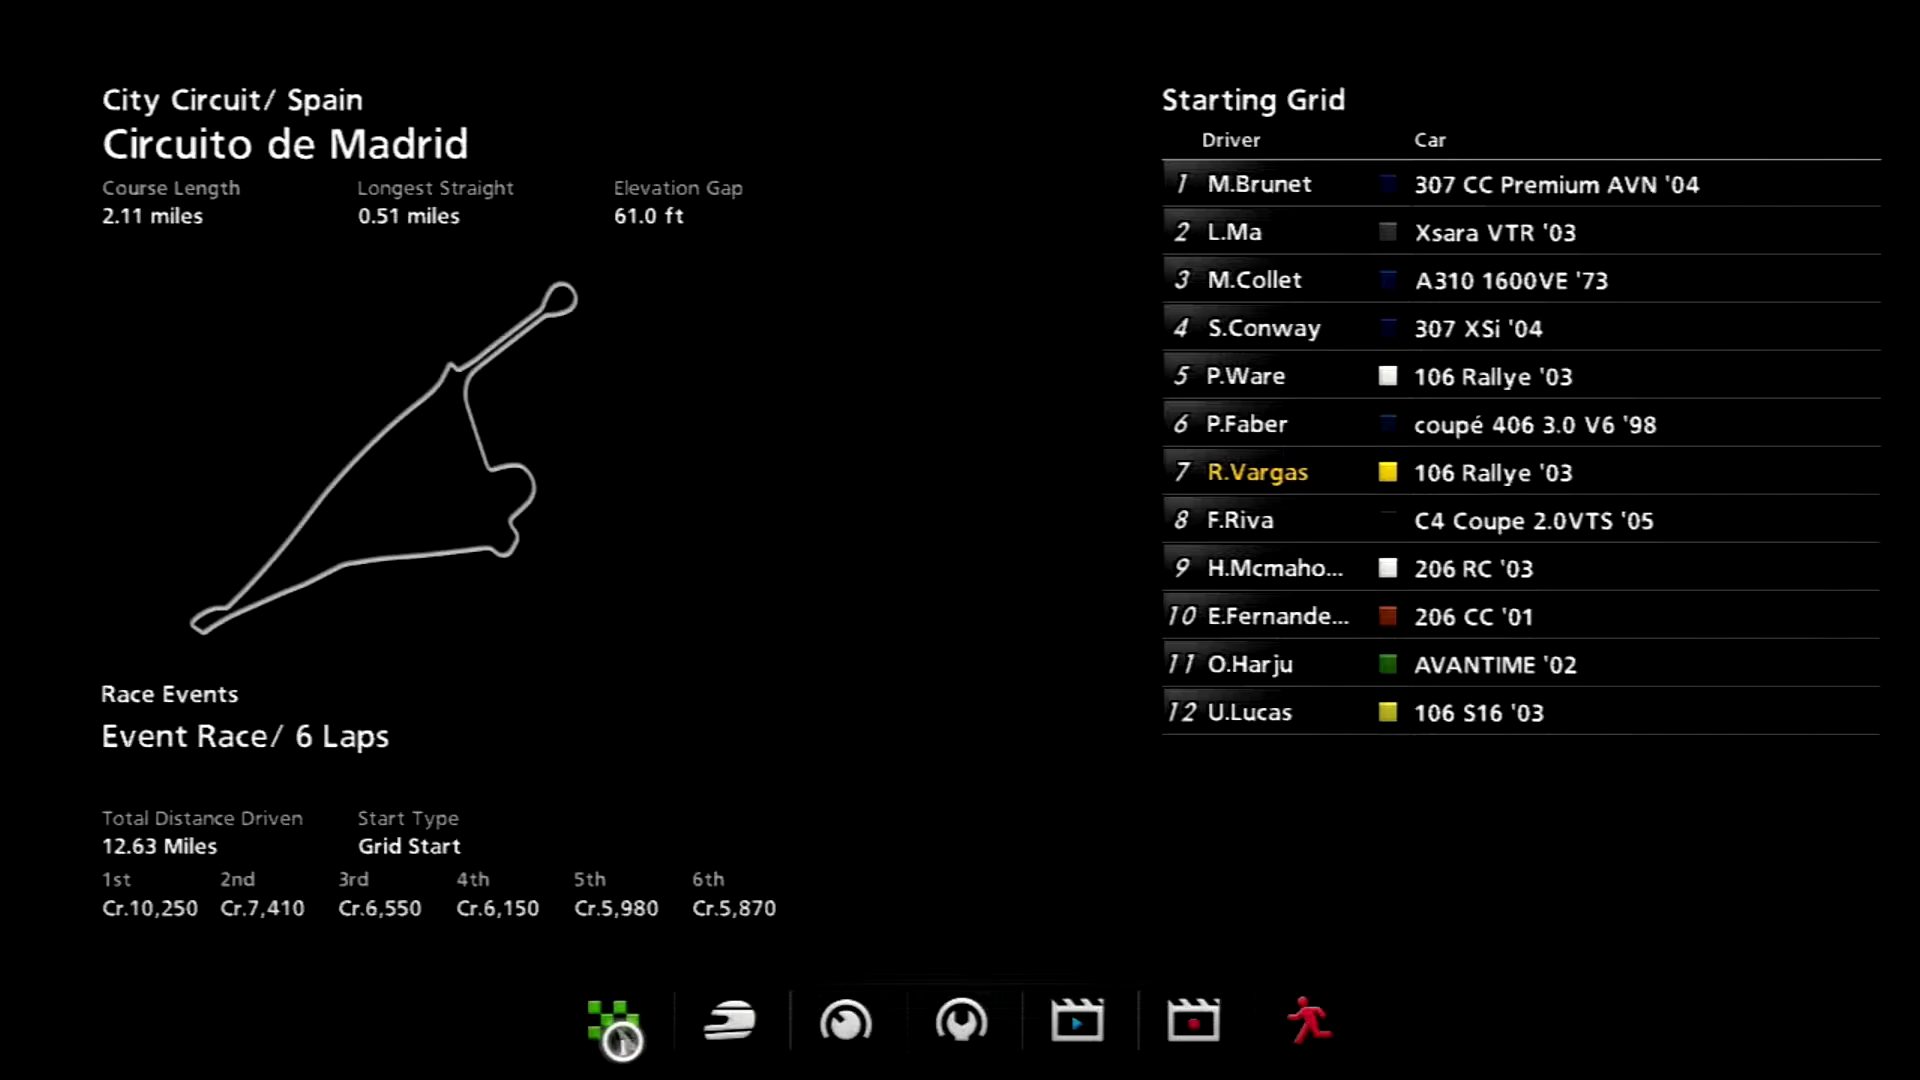 City Circuit/ Spain
Circuito de Madrid
Course Length Longest Straight Elevation Gap
2.11 miles 0.51 miles 61.0 ft
Race Events
Event Race/ 6 Laps
Total Distance Driven Start Type
12.63 Miles Grid Start
1st 2nd 3rd 4th 5th 6th
Cr.10,250 Cr.7,410 Cr.6,550 Cr.6,150 Cr.5,980 Cr.5,870
Starting Grid
Driver Car
1 M.Brunet 307 CC Premium AVN '04
2 L.Ma Xsara VTR '03
3 M.Collet A310 1600VE '73
4 S.Conway 307 XSi '04
5 P.Ware 106 Rallye '03
6 P.Faber coupé 406 3.0 V6 '98
7 R.Vargas 106 Rallye '03
8 F.Riva C4 Coupe 2.0VTS '05
9 H.Mcmaho... 206 RC '03
10 E.Fernande... 206 CC '01
11 O.Harju AVANTIME '02
12 U.Lucas 106 S16 '03